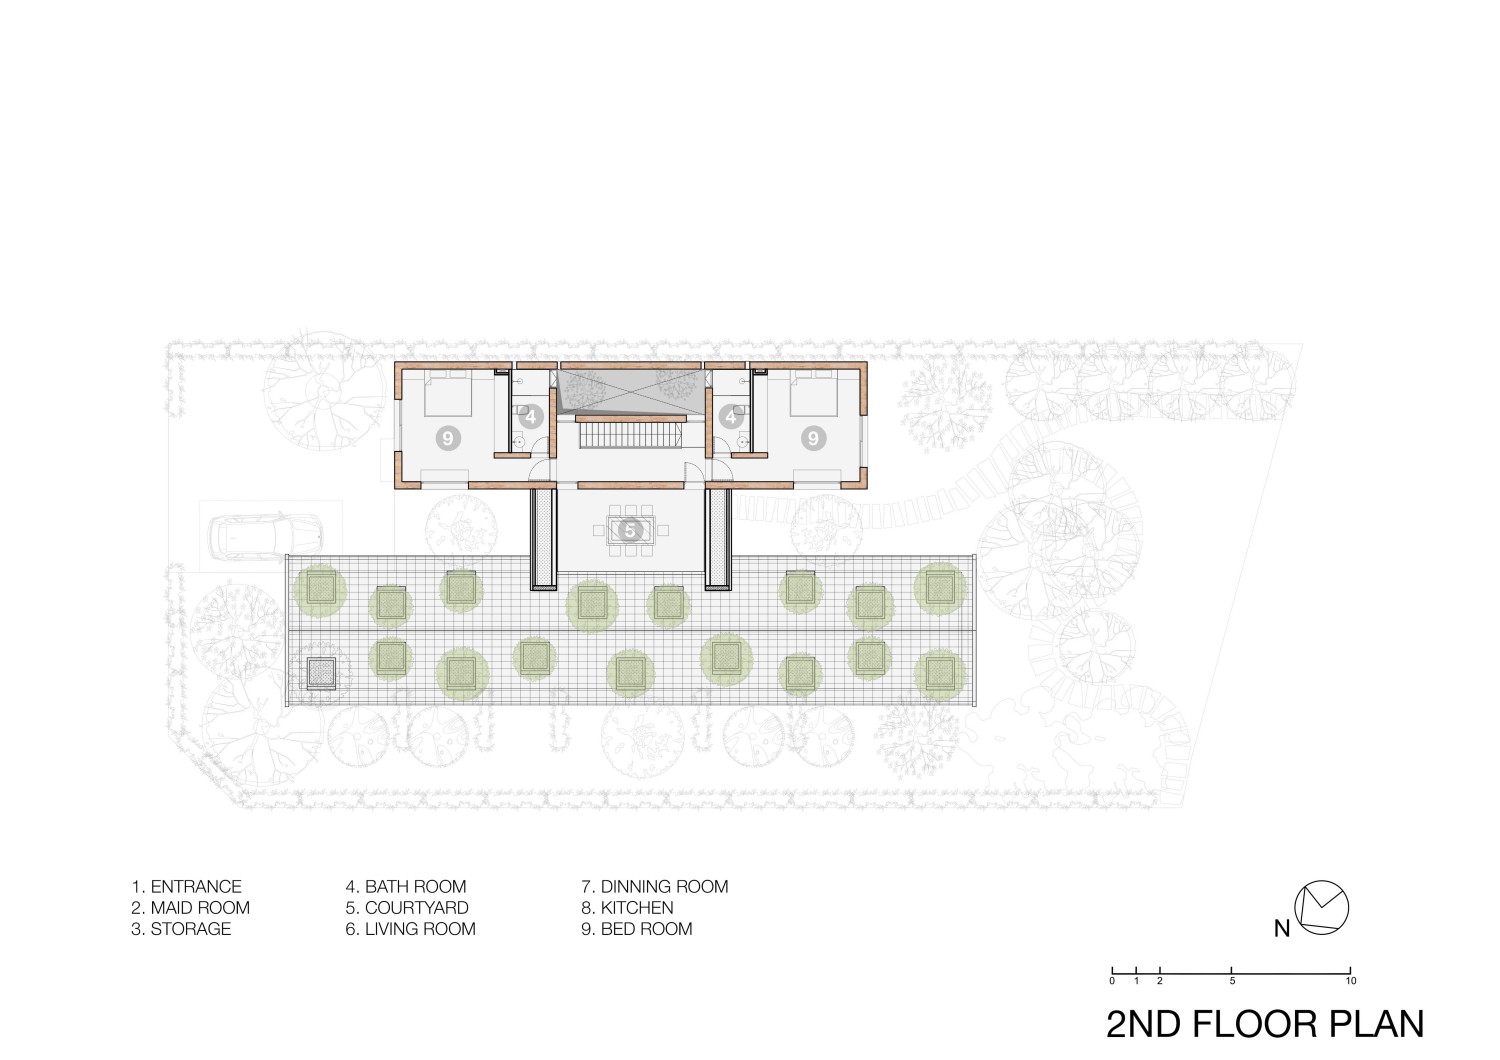 4
4
9
9
5
1. ENTRANCE
2. MAID ROOM
3. STORAGE
4. BATH ROOM
5. COURTYARD
6. LIVING ROOM
7. DINNING ROOM
8. KITCHEN
9. BED ROOM
N
0 1 2 5 10
2ND FLOOR PLAN